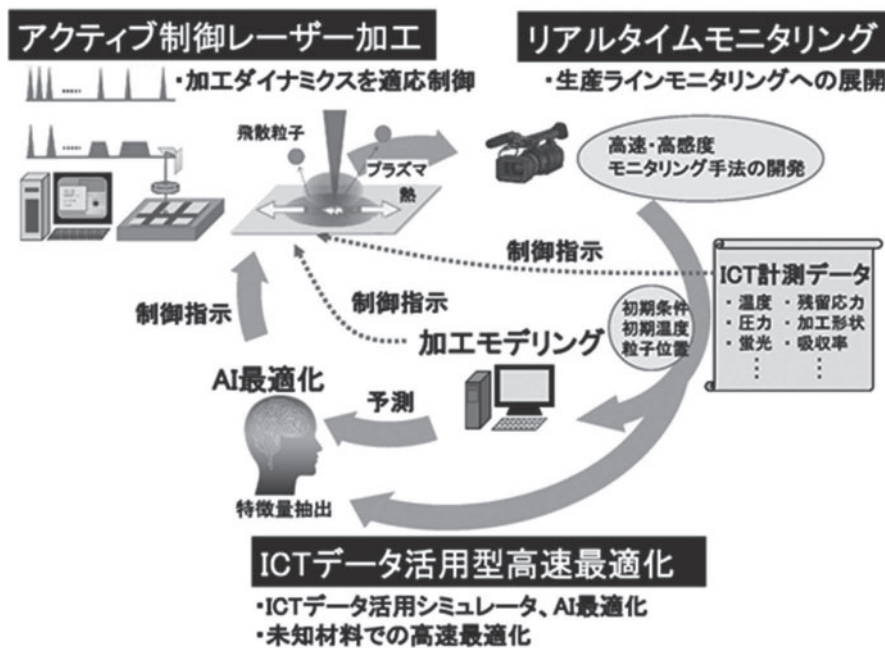 アクティブ制御レーザー加工
・加工ダイナミクスを適応制御
飛散粒子
プラズマ
熱
リアルタイムモニタリング
・生産ラインモニタリングへの展開
高速・高感度
モニタリング手法の開発
ICT計測データ
・温度 ・残留応力
・圧力 ・加工形状
・蛍光 ・吸収率
制御指示
制御指示
制御指示
初期条件
初期温度
粒子位置
加工モデリング
予測
AI最適化
特徴量抽出
ICTデータ活用型高速最適化
・ICTデータ活用シミュレータ、AI最適化
・未知材料での高速最適化